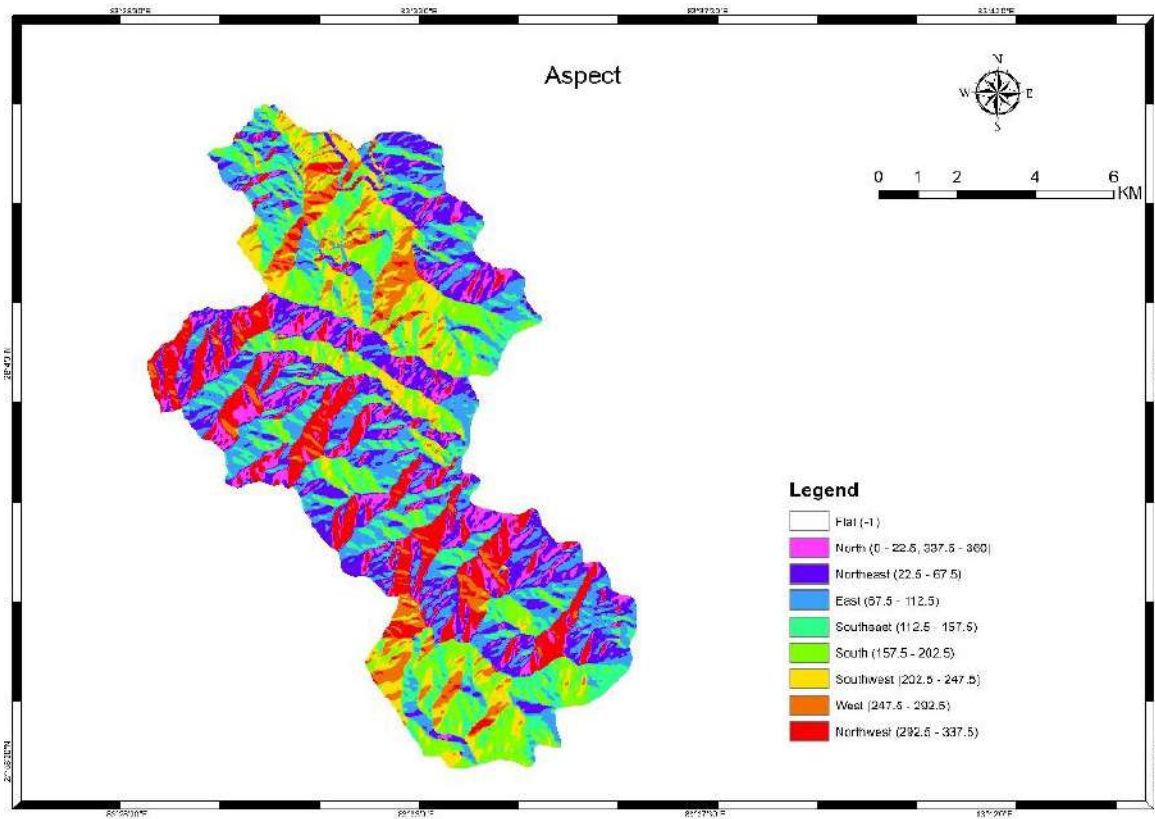 Aspect
N
W E
S
0 1 2 4 6
KM
Legend
Flat (-1)
North (0 - 22.5, 337.5 - 360)
Northeast (22.5 - 67.5)
East (67.5 - 112.5)
Southeast (112.5 - 157.5)
South (157.5 - 202.5)
Southwest (202.5 - 247.5)
West (247.5 - 292.5)
Northwest (292.5 - 337.5)